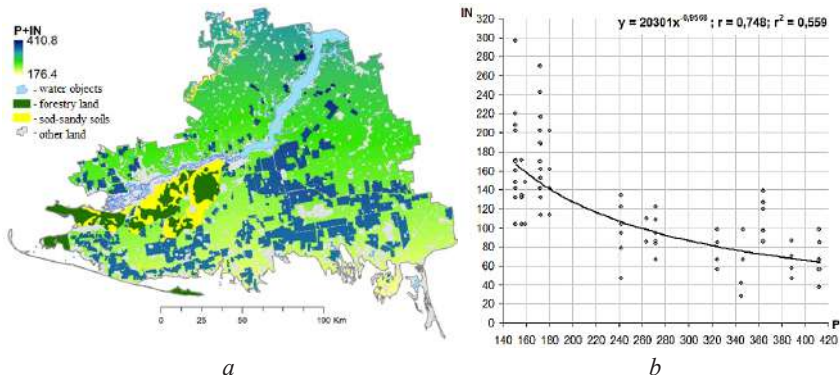 P+IN
410.8
176.4
- water objects
- forestry land
- sod-sandy soils
- other land
0 25 50 100 Km
a
IN
y = 20301x^-0,9568 ; r = 0,748; r² = 0,559
320
300
280
260
240
220
200
180
160
140
120
100
80
60
40
20
0
140 160 180 200 220 240 260 280 300 320 340 360 380 400 420
P
b